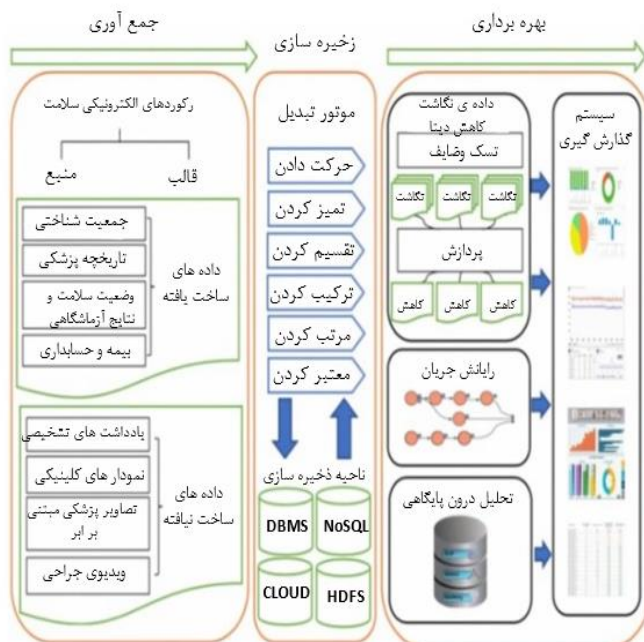 جمع آوری
ذخیره سازی
بهره برداری
رکوردهای الکترونیکی سلامت
منبع
قالب
جمعیت شناختی
تاریخچه پزشکی
وضعیت سلامت و
نتایج آزمایشگاهی
بیمه و حسابداری
داده های
ساخت یافته
یادداشت های تشخیصی
نمودار های کلینیکی
تصاویر پزشکی مبتنی
بر ابر
ویدیوی جراحی
داده های
ساخت نیافته
موتور تبدیل
حرکت دادن
تمیز کردن
تقسیم کردن
ترکیب کردن
مرتب کردن
معتبر کردن
ناحیه ذخیره سازی
DBMS
NoSQL
CLOUD
HDFS
داده ی نگاشت
کاهش دیتا
تسک وضایف
نگاشت
نگاشت
نگاشت
پردازش
کاهش
کاهش
کاهش
رایانش جریان
تحلیل درون پایگاهی
سیستم
گذارش گیری